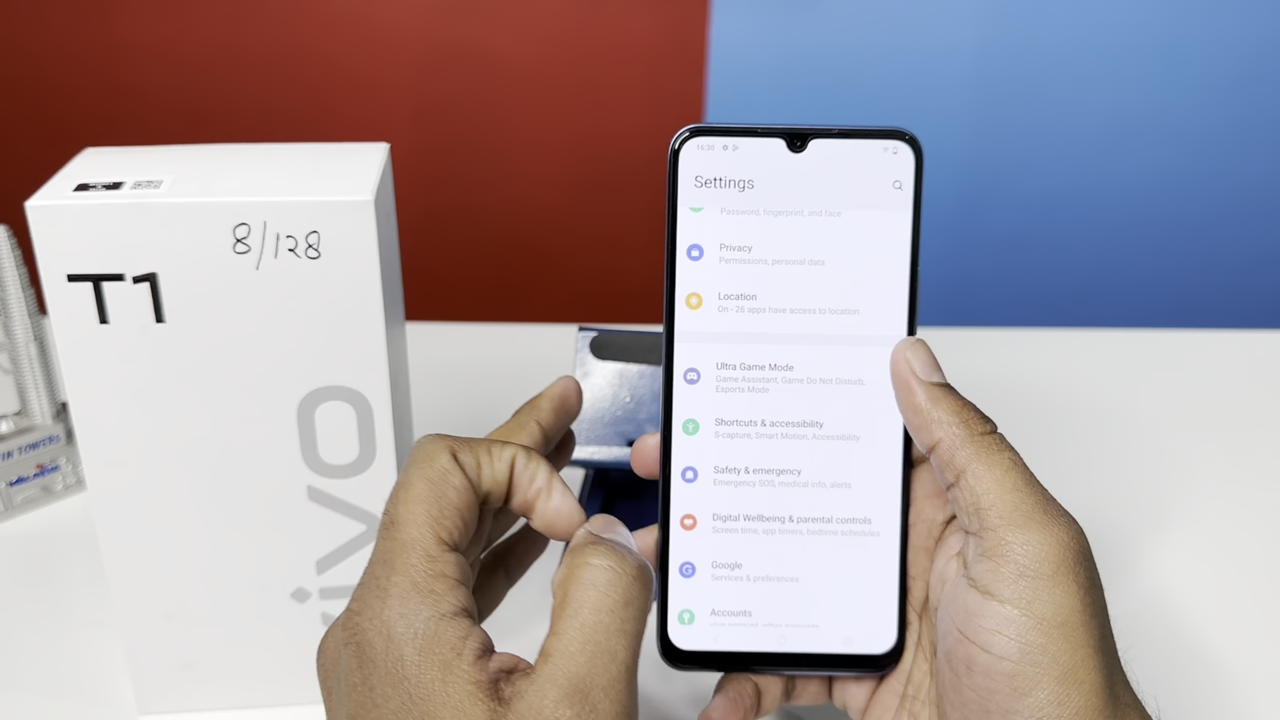 8/128
T1
vivo
16:30
Settings
Password, fingerprint, and face
Privacy
Permissions, personal data
Location
On - 26 apps have access to location
Ultra Game Mode
Game Assistant, Game Do Not Disturb,
Esports Mode
Shortcuts & accessibility
S-capture, Smart Motion, Accessibility
Safety & emergency
Emergency SOS, medical info, alerts
Digital Wellbeing & parental controls
Screen time, app timers, bedtime schedules
Google
Services & preferences
Accounts